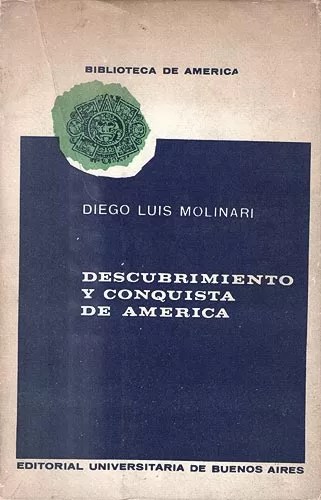 BIBLIOTECA DE AMERICA
DIEGO LUIS MOLINARI
DESCUBRIMIENTO
Y CONQUISTA
DE AMERICA
EDITORIAL UNIVERSITARIA DE BUENOS AIRES